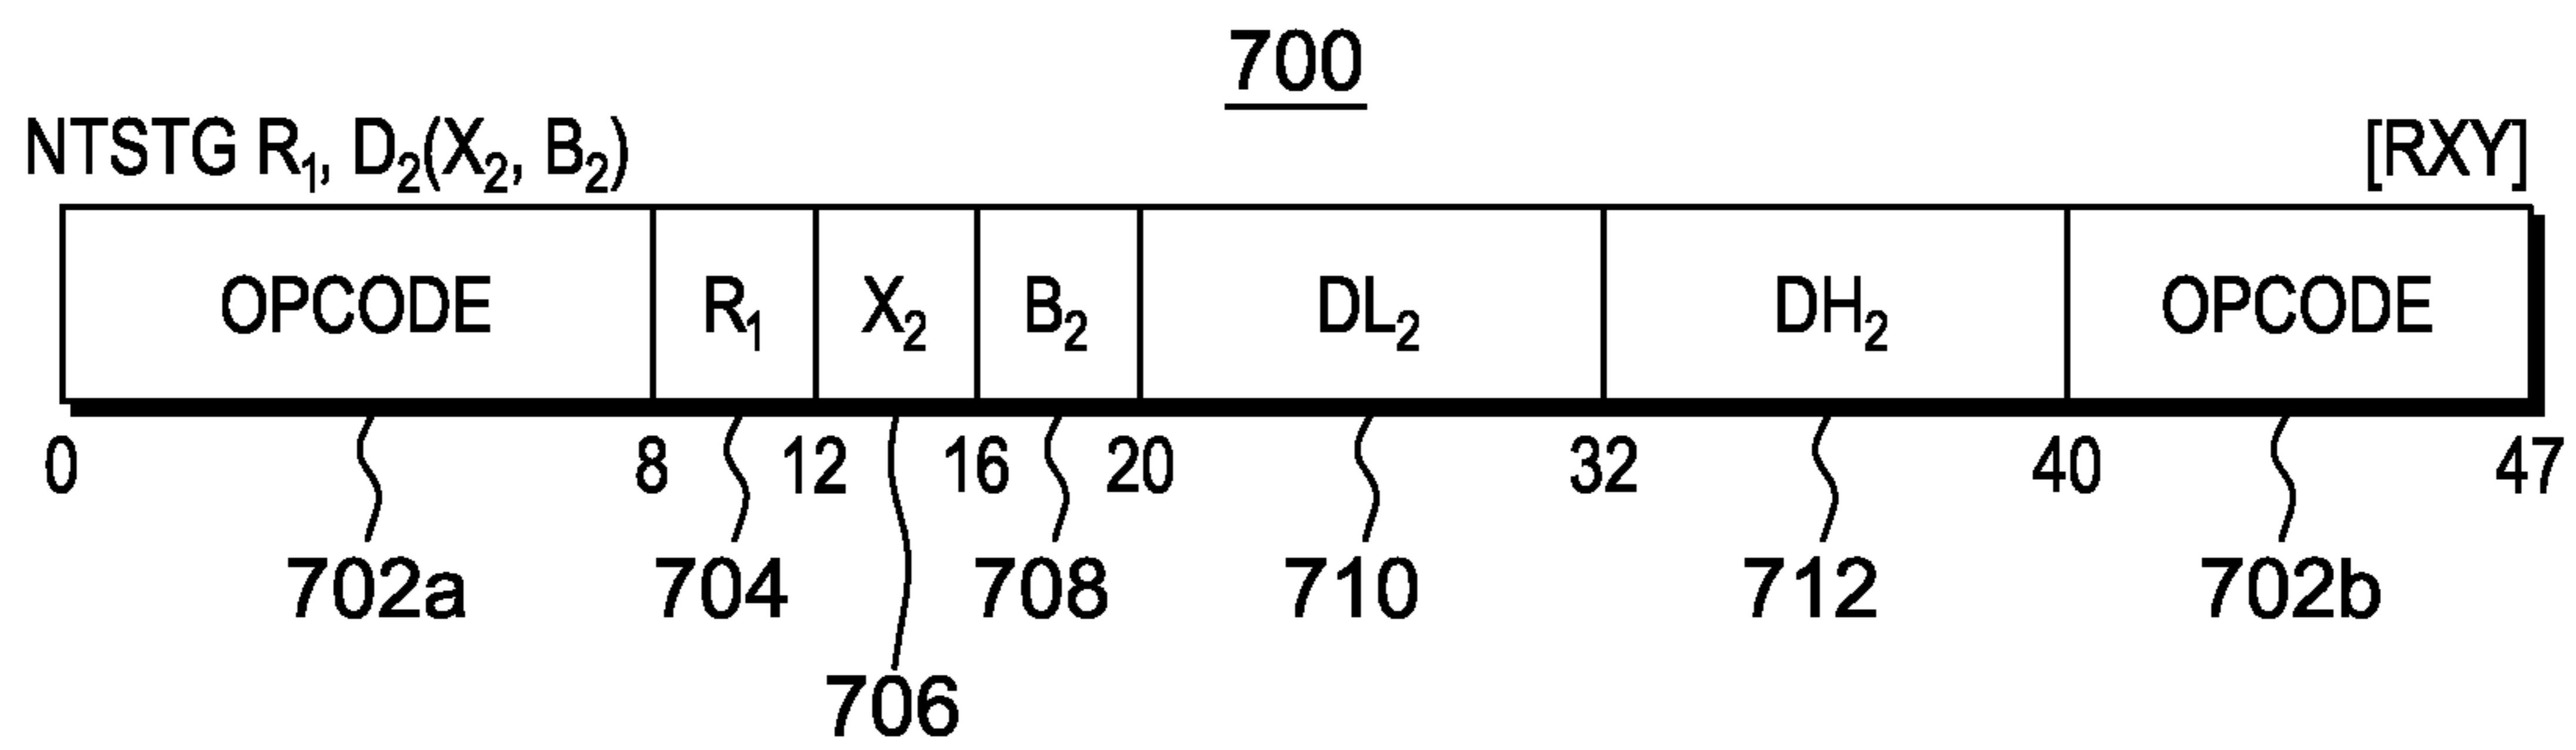 700
NTSTG R₁, D₂(X₂, B₂) [RXY]
OPCODE R₁ X₂ B₂ DL₂ DH₂ OPCODE
0 8 12 16 20 32 40 47
702a 704 708 710 712 702b
706